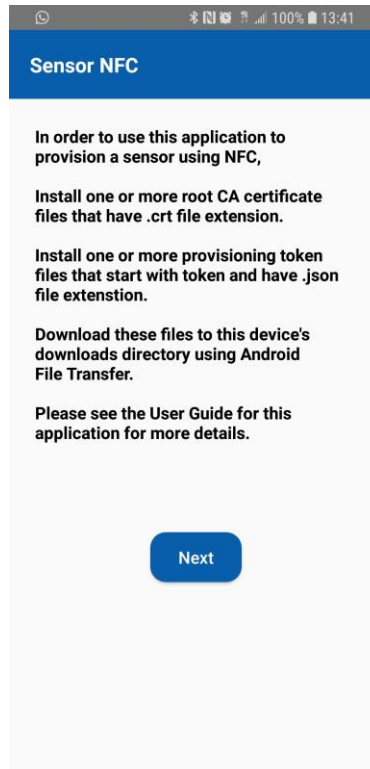 100% 13:41
Sensor NFC
In order to use this application to
provision a sensor using NFC,
Install one or more root CA certificate
files that have .crt file extension.
Install one or more provisioning token
files that start with token and have .json
file extenstion.
Download these files to this device's
downloads directory using Android
File Transfer.
Please see the User Guide for this
application for more details.
Next